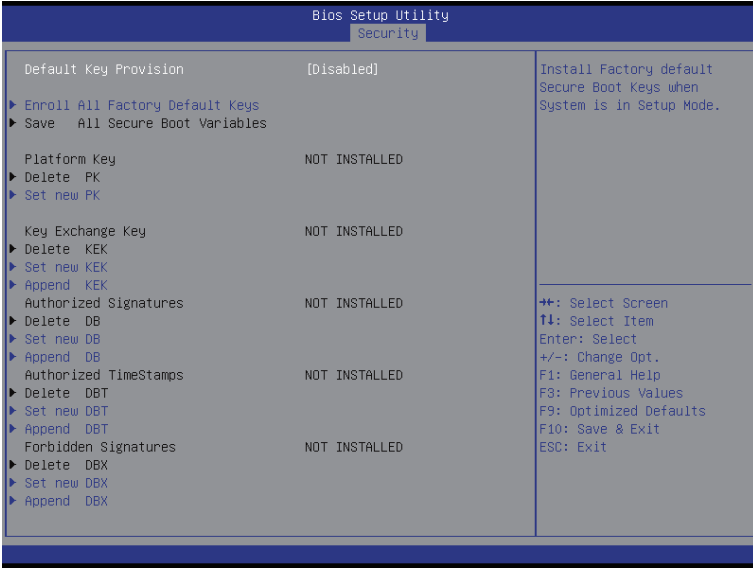 Bios Setup Utility
Security
Default Key Provision [Disabled]
▶ Enroll All Factory Default Keys
▶ Save All Secure Boot Variables
Platform Key NOT INSTALLED
▶ Delete PK
▶ Set new PK
Key Exchange Key NOT INSTALLED
▶ Delete KEK
▶ Set new KEK
▶ Append KEK
Authorized Signatures NOT INSTALLED
▶ Delete DB
▶ Set new DB
▶ Append DB
Authorized TimeStamps NOT INSTALLED
▶ Delete DBT
▶ Set new DBT
▶ Append DBT
Forbidden Signatures NOT INSTALLED
▶ Delete DBX
▶ Set new DBX
▶ Append DBX
Install Factory default
Secure Boot Keys when
System is in Setup Mode.
→←: Select Screen
↑↓: Select Item
Enter: Select
+/-: Change Opt.
F1: General Help
F3: Previous Values
F9: Optimized Defaults
F10: Save & Exit
ESC: Exit